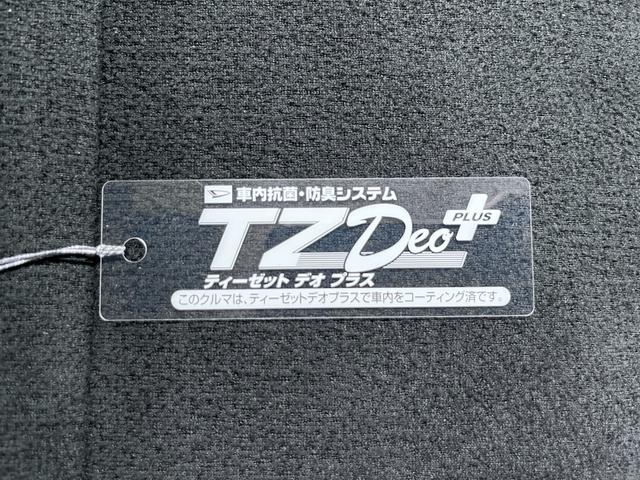 車内抗菌・防臭システム
TZ Deo PLUS
ティーゼット デオ プラス
このクルマは、ティーゼットデオプラスで車内をコーティング済です。